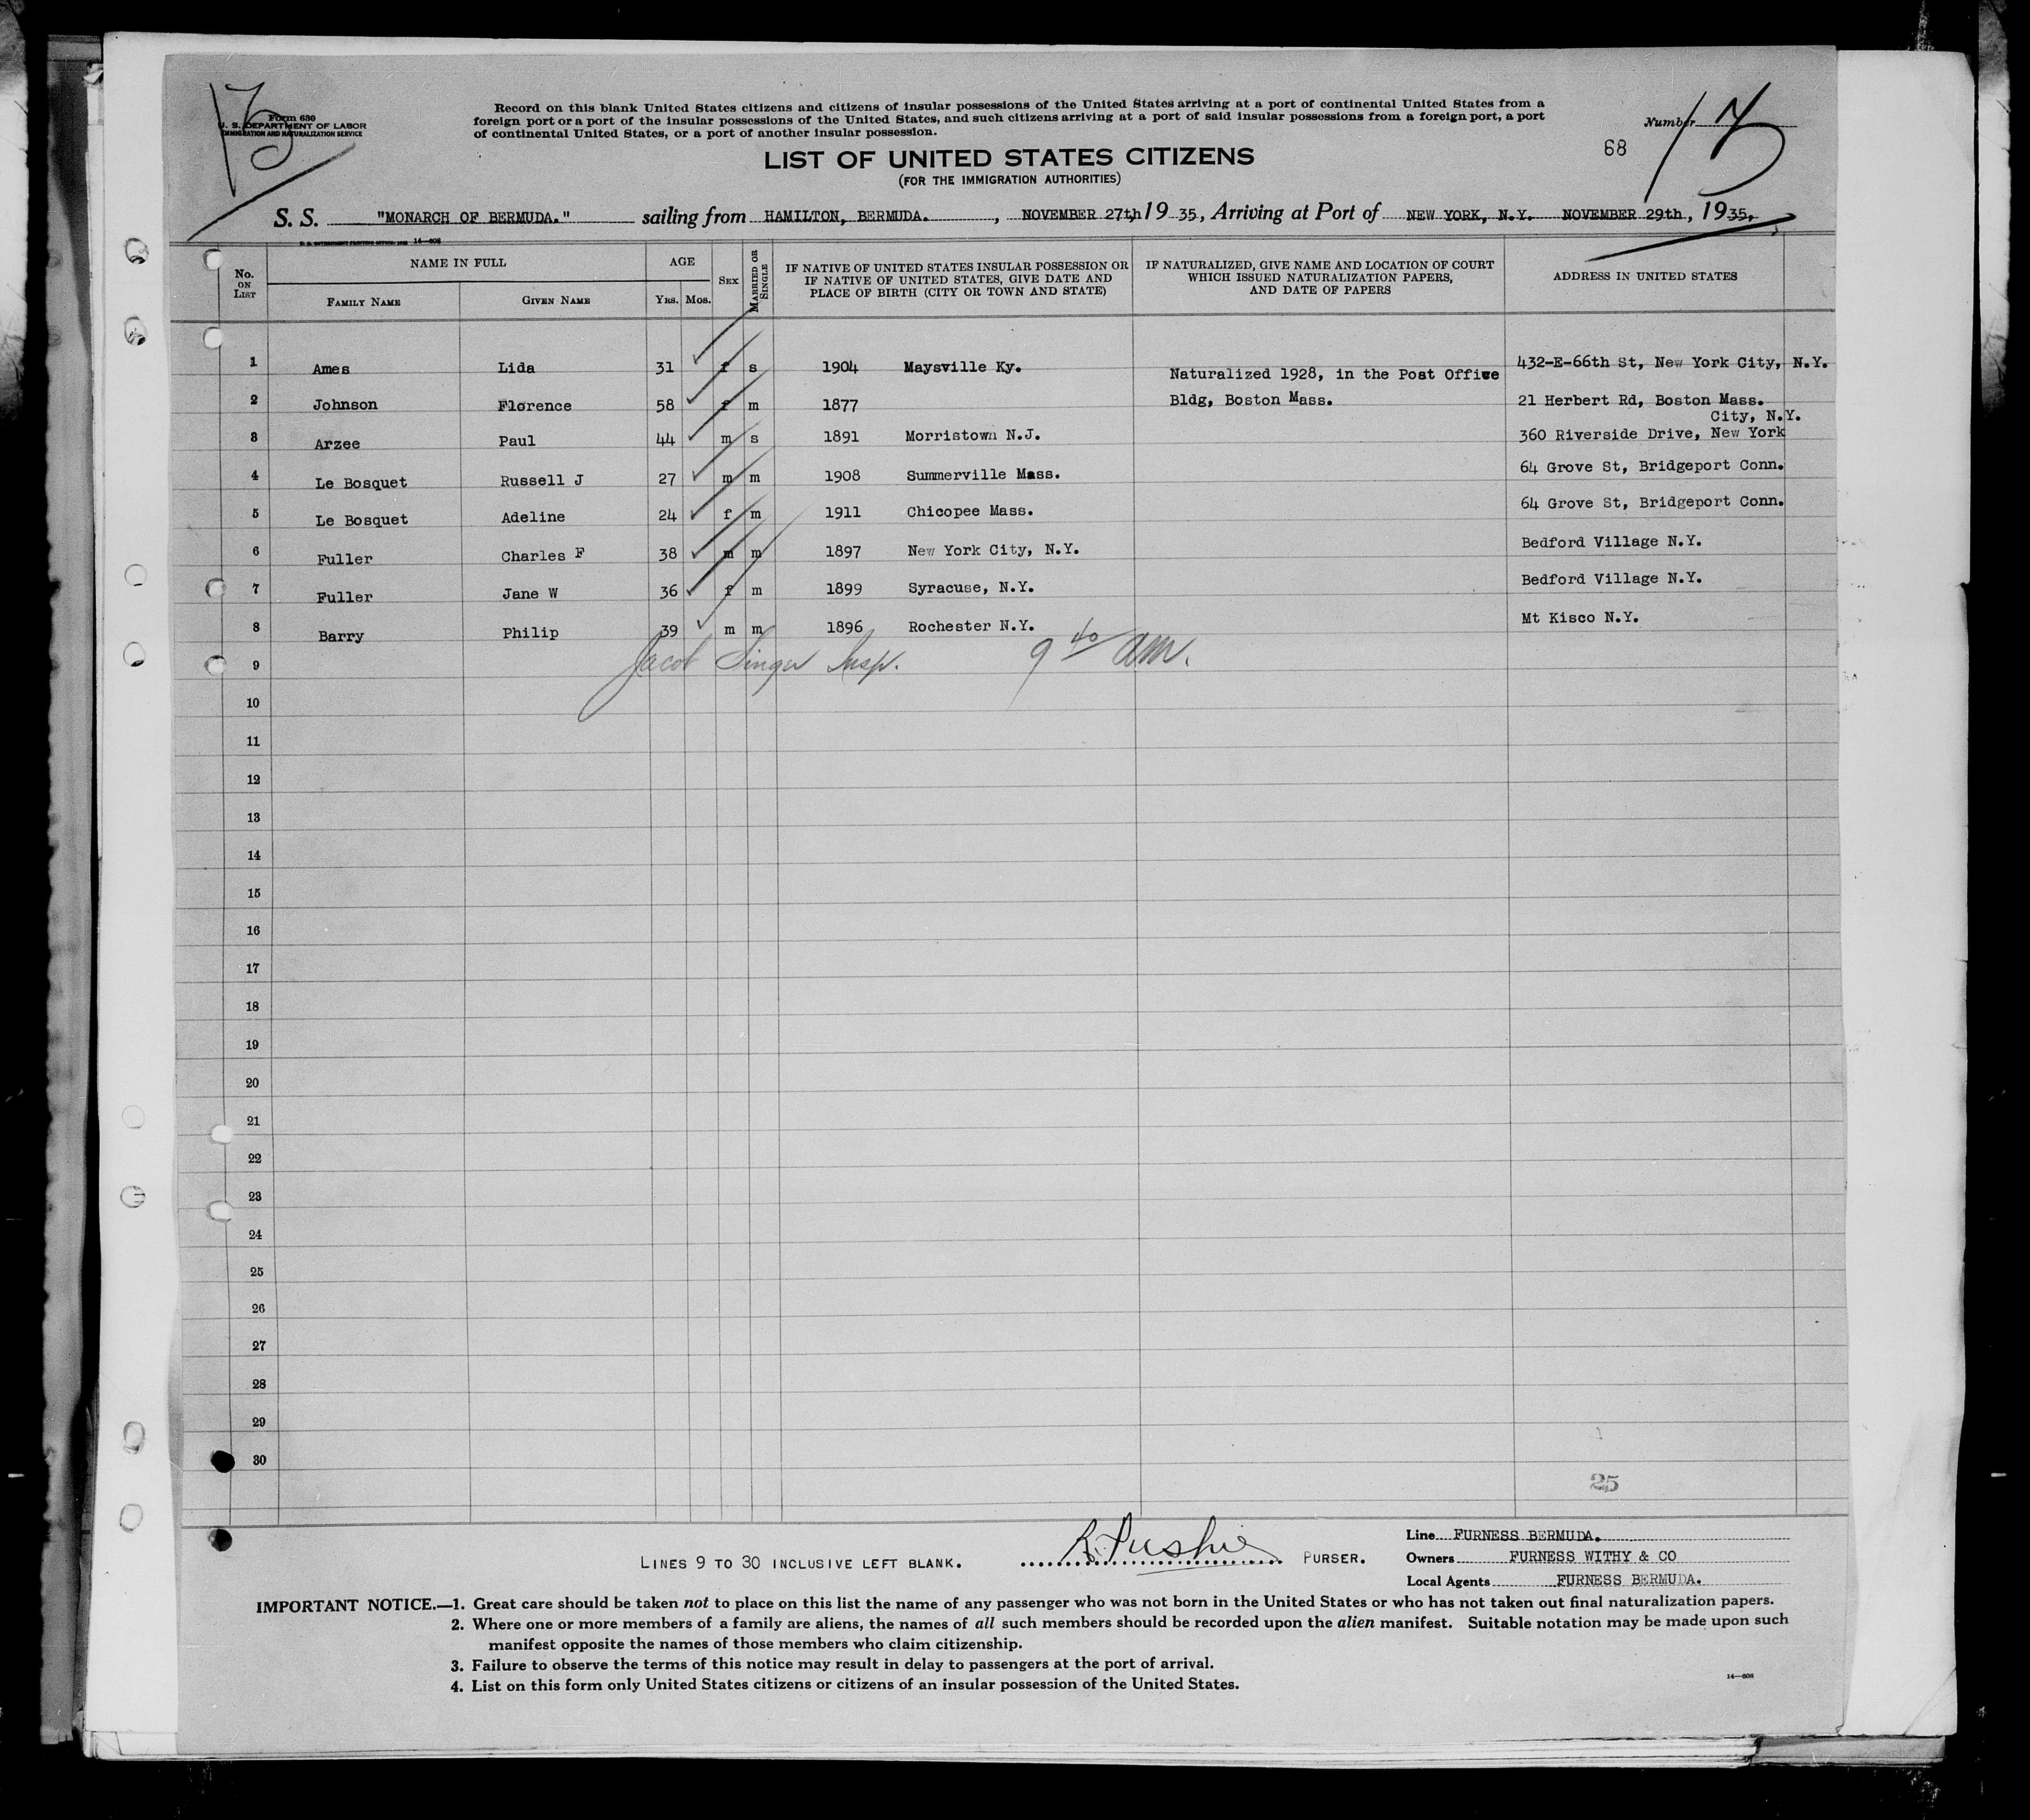 Form 630
U. S. DEPARTMENT OF LABOR
IMMIGRATION AND NATURALIZATION SERVICE
Record on this blank United States citizens and citizens of insular possessions of the United States arriving at a port of continental United States from a
foreign port or a port of the insular possessions of the United States, and such citizens arriving at a port of said insular possessions from a foreign port, a port
of continental United States, or a port of another insular possession.
Number
68
LIST OF UNITED STATES CITIZENS
(FOR THE IMMIGRATION AUTHORITIES)
S. S. "MONARCH OF BERMUDA." sailing from HAMILTON, BERMUDA. , NOVEMBER 27th, 19 35, Arriving at Port of NEW YORK, N.Y. NOVEMBER 29th, 1935.
No. ON LIST NAME IN FULL FAMILY NAME GIVEN NAME AGE YRS. MOS. SEX MARRIED OR SINGLE IF NATIVE OF UNITED STATES INSULAR POSSESSION OR IF NATIVE OF UNITED STATES, GIVE DATE AND PLACE OF BIRTH (CITY OR TOWN AND STATE) IF NATURALIZED, GIVE NAME AND LOCATION OF COURT WHICH ISSUED NATURALIZATION PAPERS, AND DATE OF PAPERS ADDRESS IN UNITED STATES
1 Ames Lida 31 f s 1904 Maysville Ky. 432-E-66th St, New York City, N.Y.
Naturalized 1928, in the Post Office
2 Johnson Florence 58 f m 1877 Bldg, Boston Mass. 21 Herbert Rd, Boston Mass.
City, N.Y.
3 Arzee Paul 44 m s 1891 Morristown N.J. 360 Riverside Drive, New York
4 Le Bosquet Russell J 27 m m 1908 Summerville Mass. 64 Grove St, Bridgeport Conn.
5 Le Bosquet Adeline 24 f m 1911 Chicopee Mass. 64 Grove St, Bridgeport Conn.
6 Fuller Charles F 38 m m 1897 New York City, N.Y. Bedford Village N.Y.
7 Fuller Jane W 36 f m 1899 Syracuse, N.Y. Bedford Village N.Y.
8 Barry Philip 39 m m 1896 Rochester N.Y. Mt Kisco N.Y.
9 Jacob Singer Insp. 9 40 AM.
10
11
12
13
14
15
16
17
18
19
20
21
22
23
24
25
26
27
28
29
30
25
LINES 9 TO 30 INCLUSIVE LEFT BLANK. R. Pushie PURSER.
Line FURNESS BERMUDA.
Owners FURNESS WITHY & CO
Local Agents FURNESS BERMUDA.
IMPORTANT NOTICE.—1. Great care should be taken not to place on this list the name of any passenger who was not born in the United States or who has not taken out final naturalization papers.
2. Where one or more members of a family are aliens, the names of all such members should be recorded upon the alien manifest. Suitable notation may be made upon such
manifest opposite the names of those members who claim citizenship.
3. Failure to observe the terms of this notice may result in delay to passengers at the port of arrival.
4. List on this form only United States citizens or citizens of an insular possession of the United States.
14—608